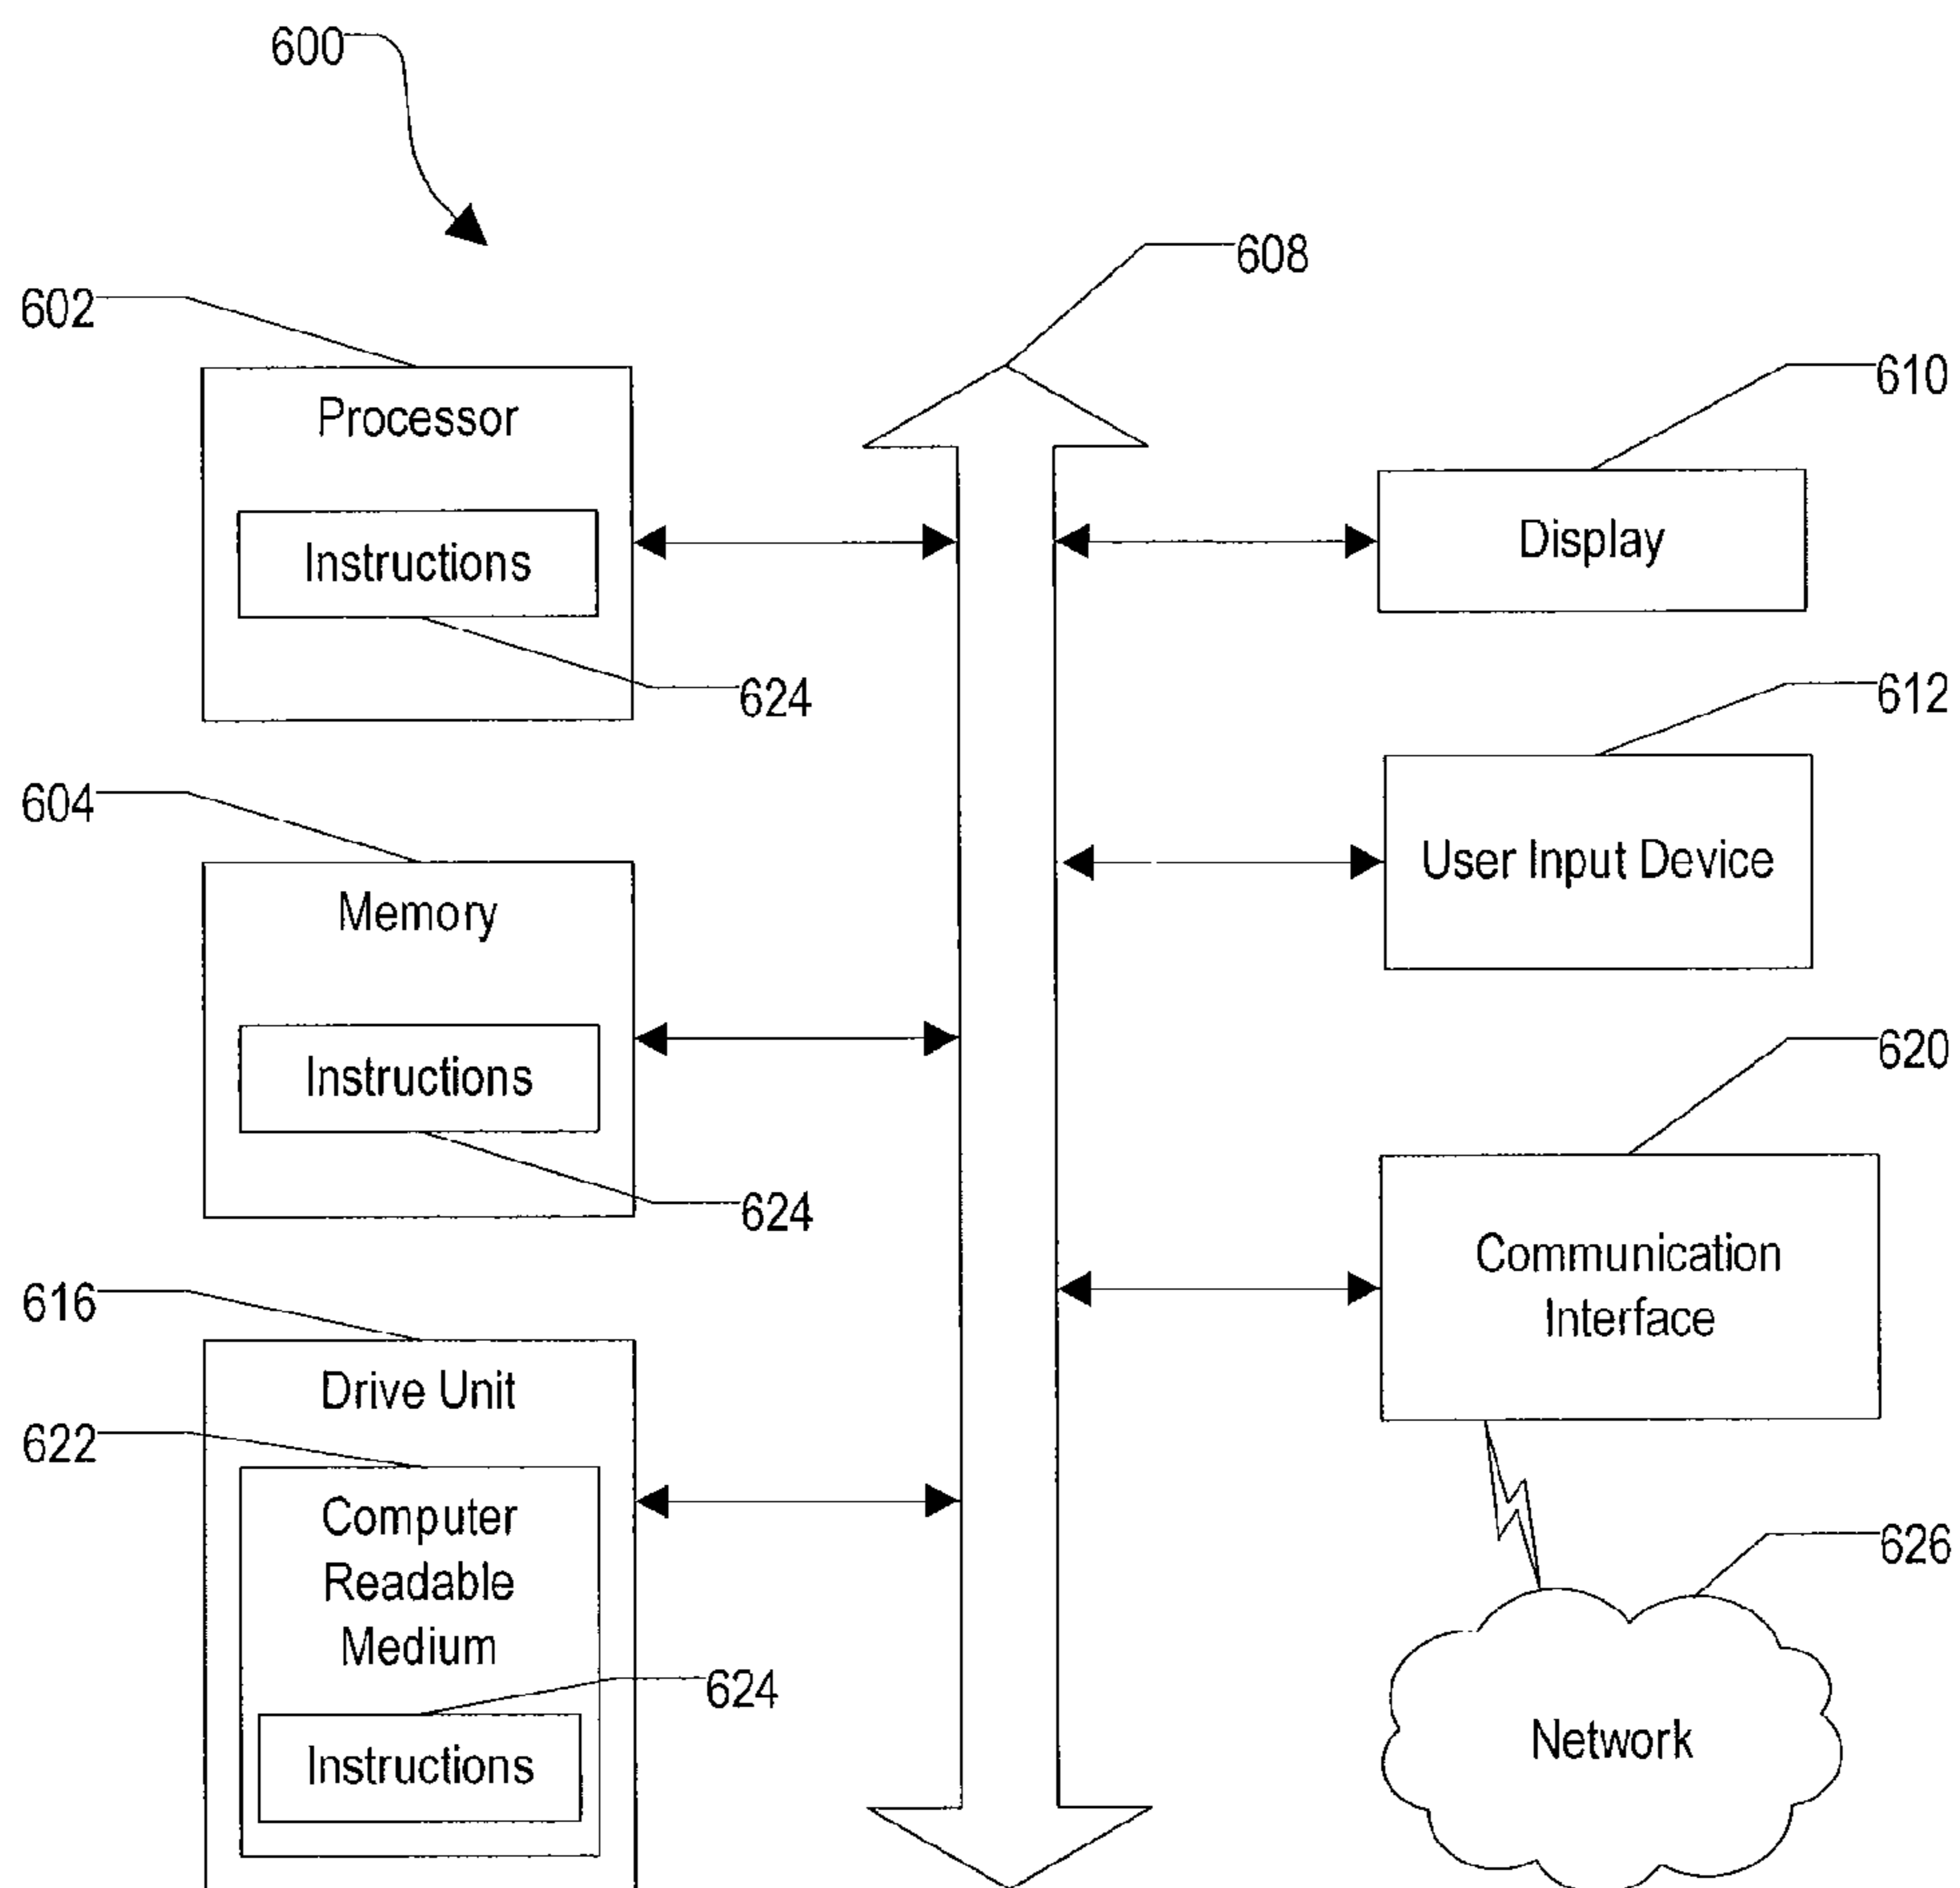 600
608
602
610
Processor
Display
Instructions
624
612
604
User Input Device
Memory
620
Instructions
624
Communication
Interface
616
Drive Unit
622
Computer
Readable
Medium
626
624
Network
Instructions